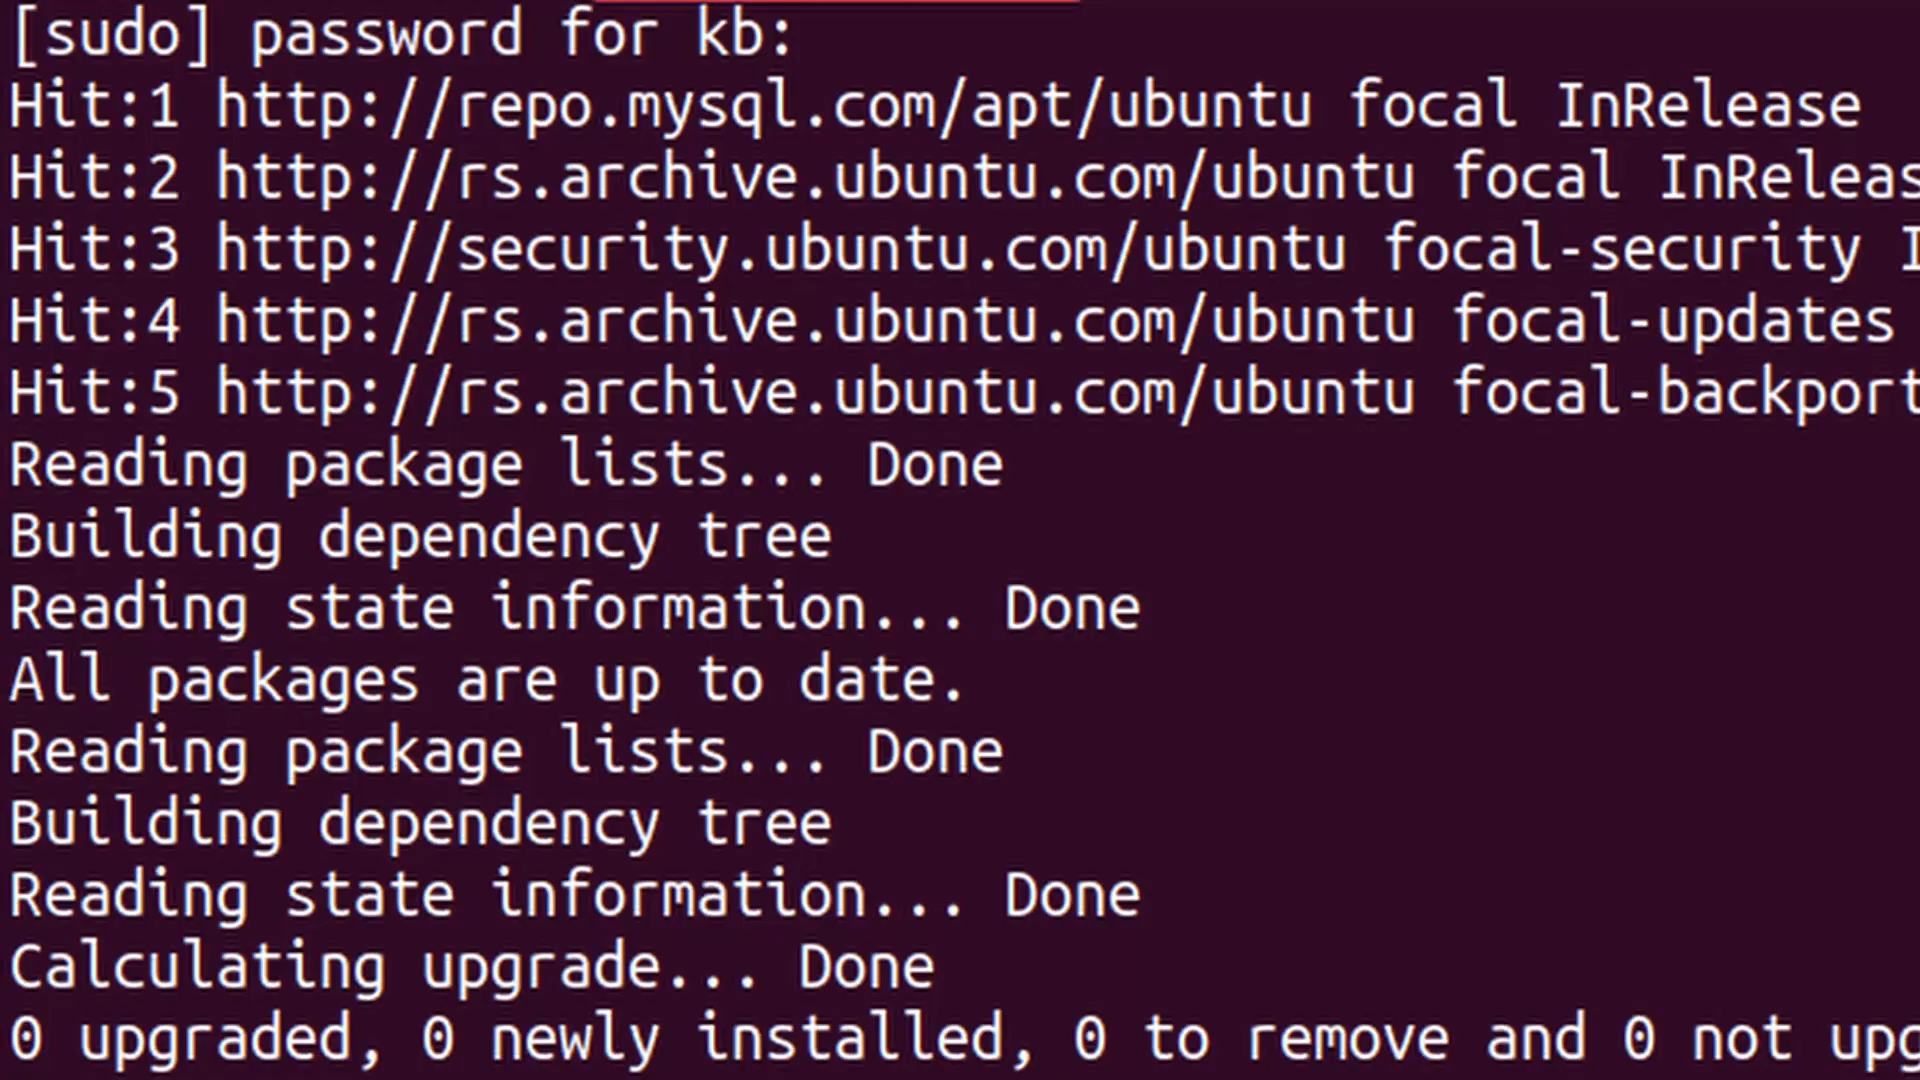 [sudo] password for kb:
Hit:1 http://repo.mysql.com/apt/ubuntu focal InRelease
Hit:2 http://rs.archive.ubuntu.com/ubuntu focal InReleas
Hit:3 http://security.ubuntu.com/ubuntu focal-security I
Hit:4 http://rs.archive.ubuntu.com/ubuntu focal-updates
Hit:5 http://rs.archive.ubuntu.com/ubuntu focal-backport
Reading package lists... Done
Building dependency tree
Reading state information... Done
All packages are up to date.
Reading package lists... Done
Building dependency tree
Reading state information... Done
Calculating upgrade... Done
0 upgraded, 0 newly installed, 0 to remove and 0 not upg